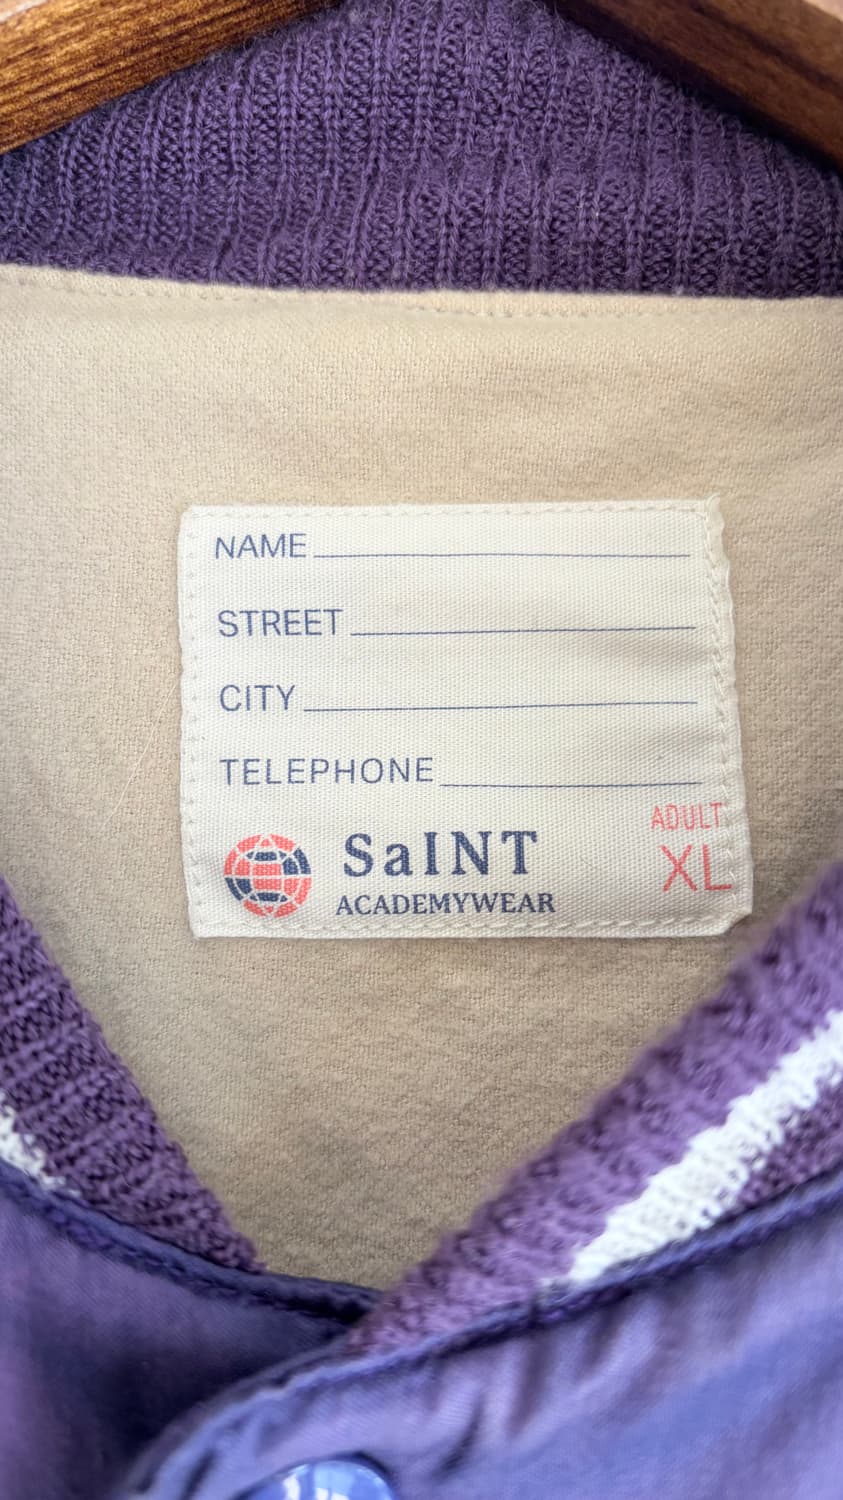 NAME
STREET
CITY
TELEPHONE
ADULT
XL
SaINT
ACADEMYWEAR